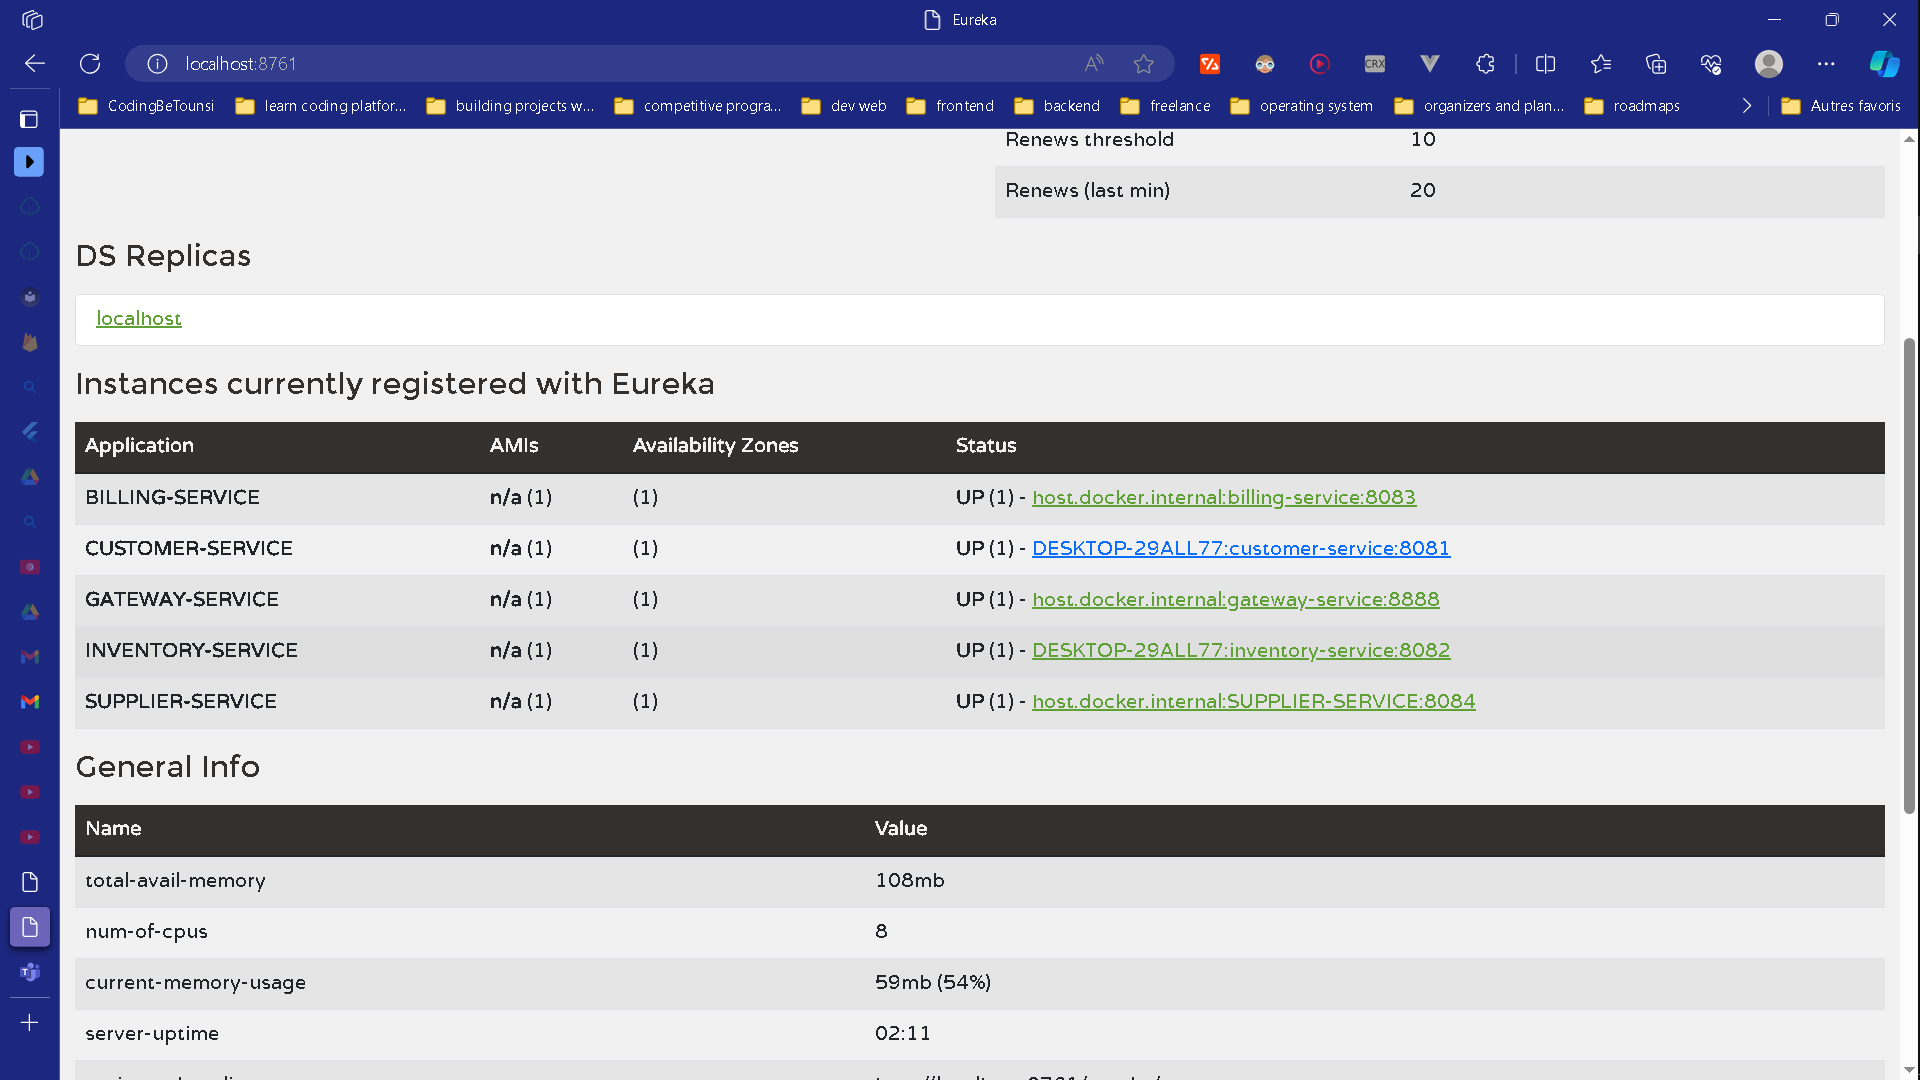 Eureka
localhost:8761
CodingBeTounsi learn coding platfor... building projects w... competitive progra... dev web frontend backend freelance operating system organizers and plan... roadmaps Autres favoris
Renews threshold 10
Renews (last min) 20
DS Replicas
localhost
Instances currently registered with Eureka
Application AMIs Availability Zones Status
BILLING-SERVICE n/a (1) (1) UP (1) - host.docker.internal:billing-service:8083
CUSTOMER-SERVICE n/a (1) (1) UP (1) - DESKTOP-29ALL77:customer-service:8081
GATEWAY-SERVICE n/a (1) (1) UP (1) - host.docker.internal:gateway-service:8888
INVENTORY-SERVICE n/a (1) (1) UP (1) - DESKTOP-29ALL77:inventory-service:8082
SUPPLIER-SERVICE n/a (1) (1) UP (1) - host.docker.internal:SUPPLIER-SERVICE:8084
General Info
Name Value
total-avail-memory 108mb
num-of-cpus 8
current-memory-usage 59mb (54%)
server-uptime 02:11